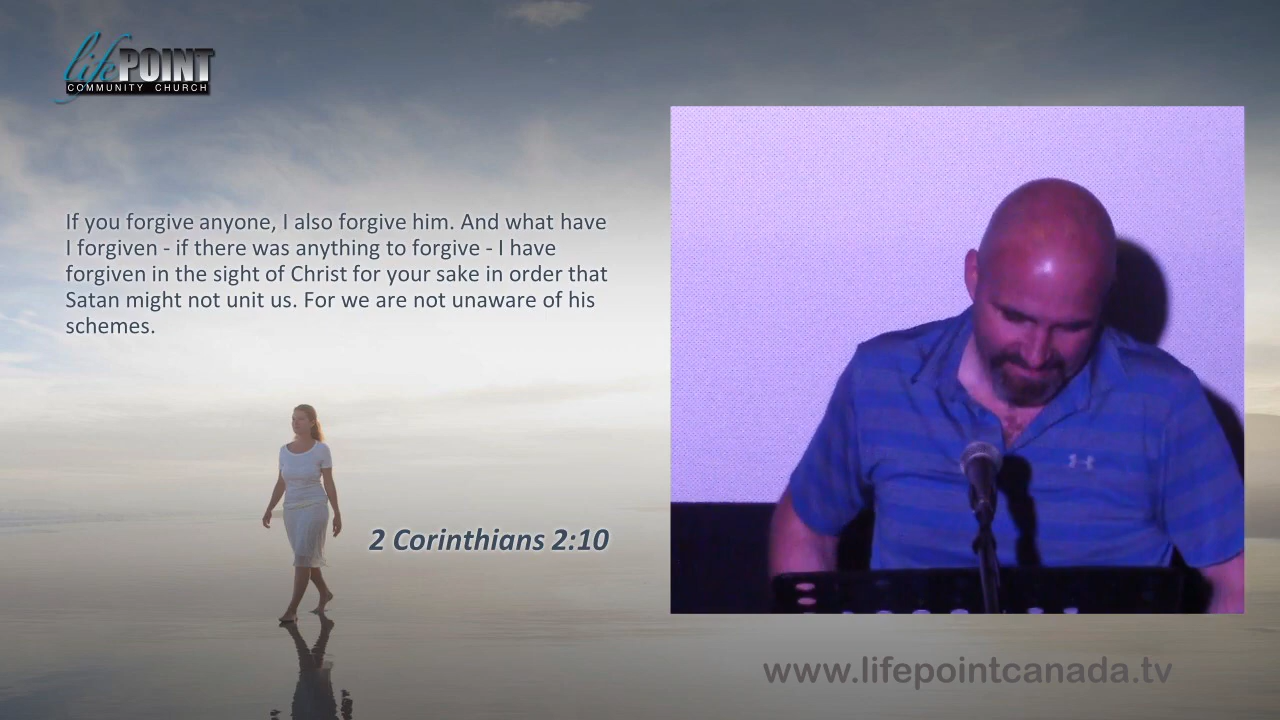 life POINT
COMMUNITY CHURCH
If you forgive anyone, I also forgive him. And what have
I forgiven - if there was anything to forgive - I have
forgiven in the sight of Christ for your sake in order that
Satan might not unit us. For we are not unaware of his
schemes.
2 Corinthians 2:10
www.lifepointcanada.tv